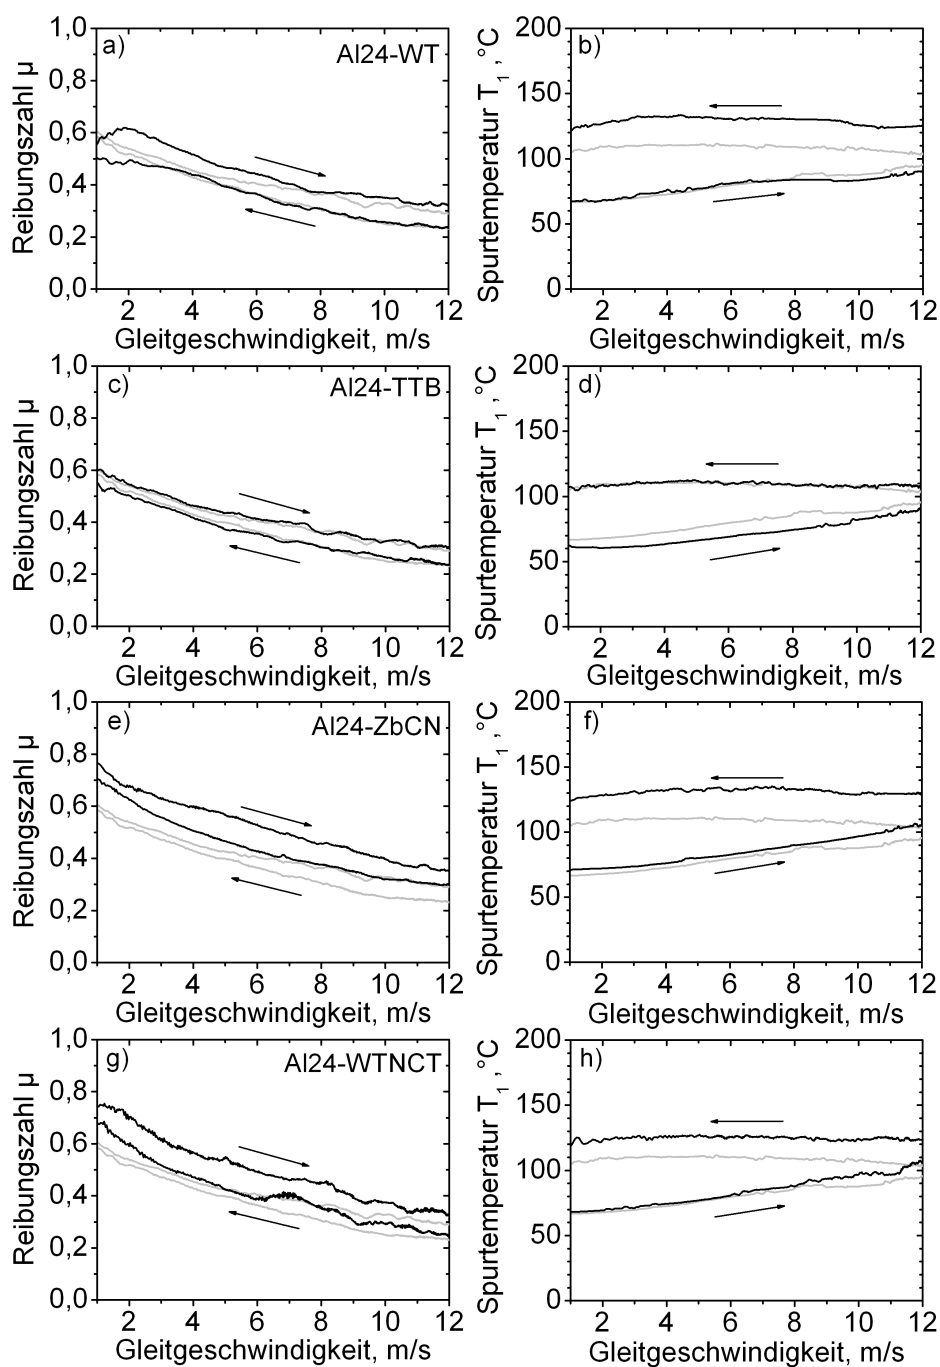 a)
Al24-WT
Reibungszahl µ
1,0
0,8
0,6
0,4
0,2
0,0
2 4 6 8 10 12
Gleitgeschwindigkeit, m/s
b)
Spurtemperatur T1 ,°C
200
150
100
50
0
2 4 6 8 10 12
Gleitgeschwindigkeit, m/s
c)
Al24-TTB
Reibungszahl µ
1,0
0,8
0,6
0,4
0,2
0,0
2 4 6 8 10 12
Gleitgeschwindigkeit, m/s
d)
Spurtemperatur T1 ,°C
200
150
100
50
0
2 4 6 8 10 12
Gleitgeschwindigkeit, m/s
e)
Al24-ZbCN
Reibungszahl µ
1,0
0,8
0,6
0,4
0,2
0,0
2 4 6 8 10 12
Gleitgeschwindigkeit, m/s
f)
Spurtemperatur T1 ,°C
200
150
100
50
0
2 4 6 8 10 12
Gleitgeschwindigkeit, m/s
g)
Al24-WTNCT
Reibungszahl µ
1,0
0,8
0,6
0,4
0,2
0,0
2 4 6 8 10 12
Gleitgeschwindigkeit, m/s
h)
Spurtemperatur T1 ,°C
200
150
100
50
0
2 4 6 8 10 12
Gleitgeschwindigkeit, m/s